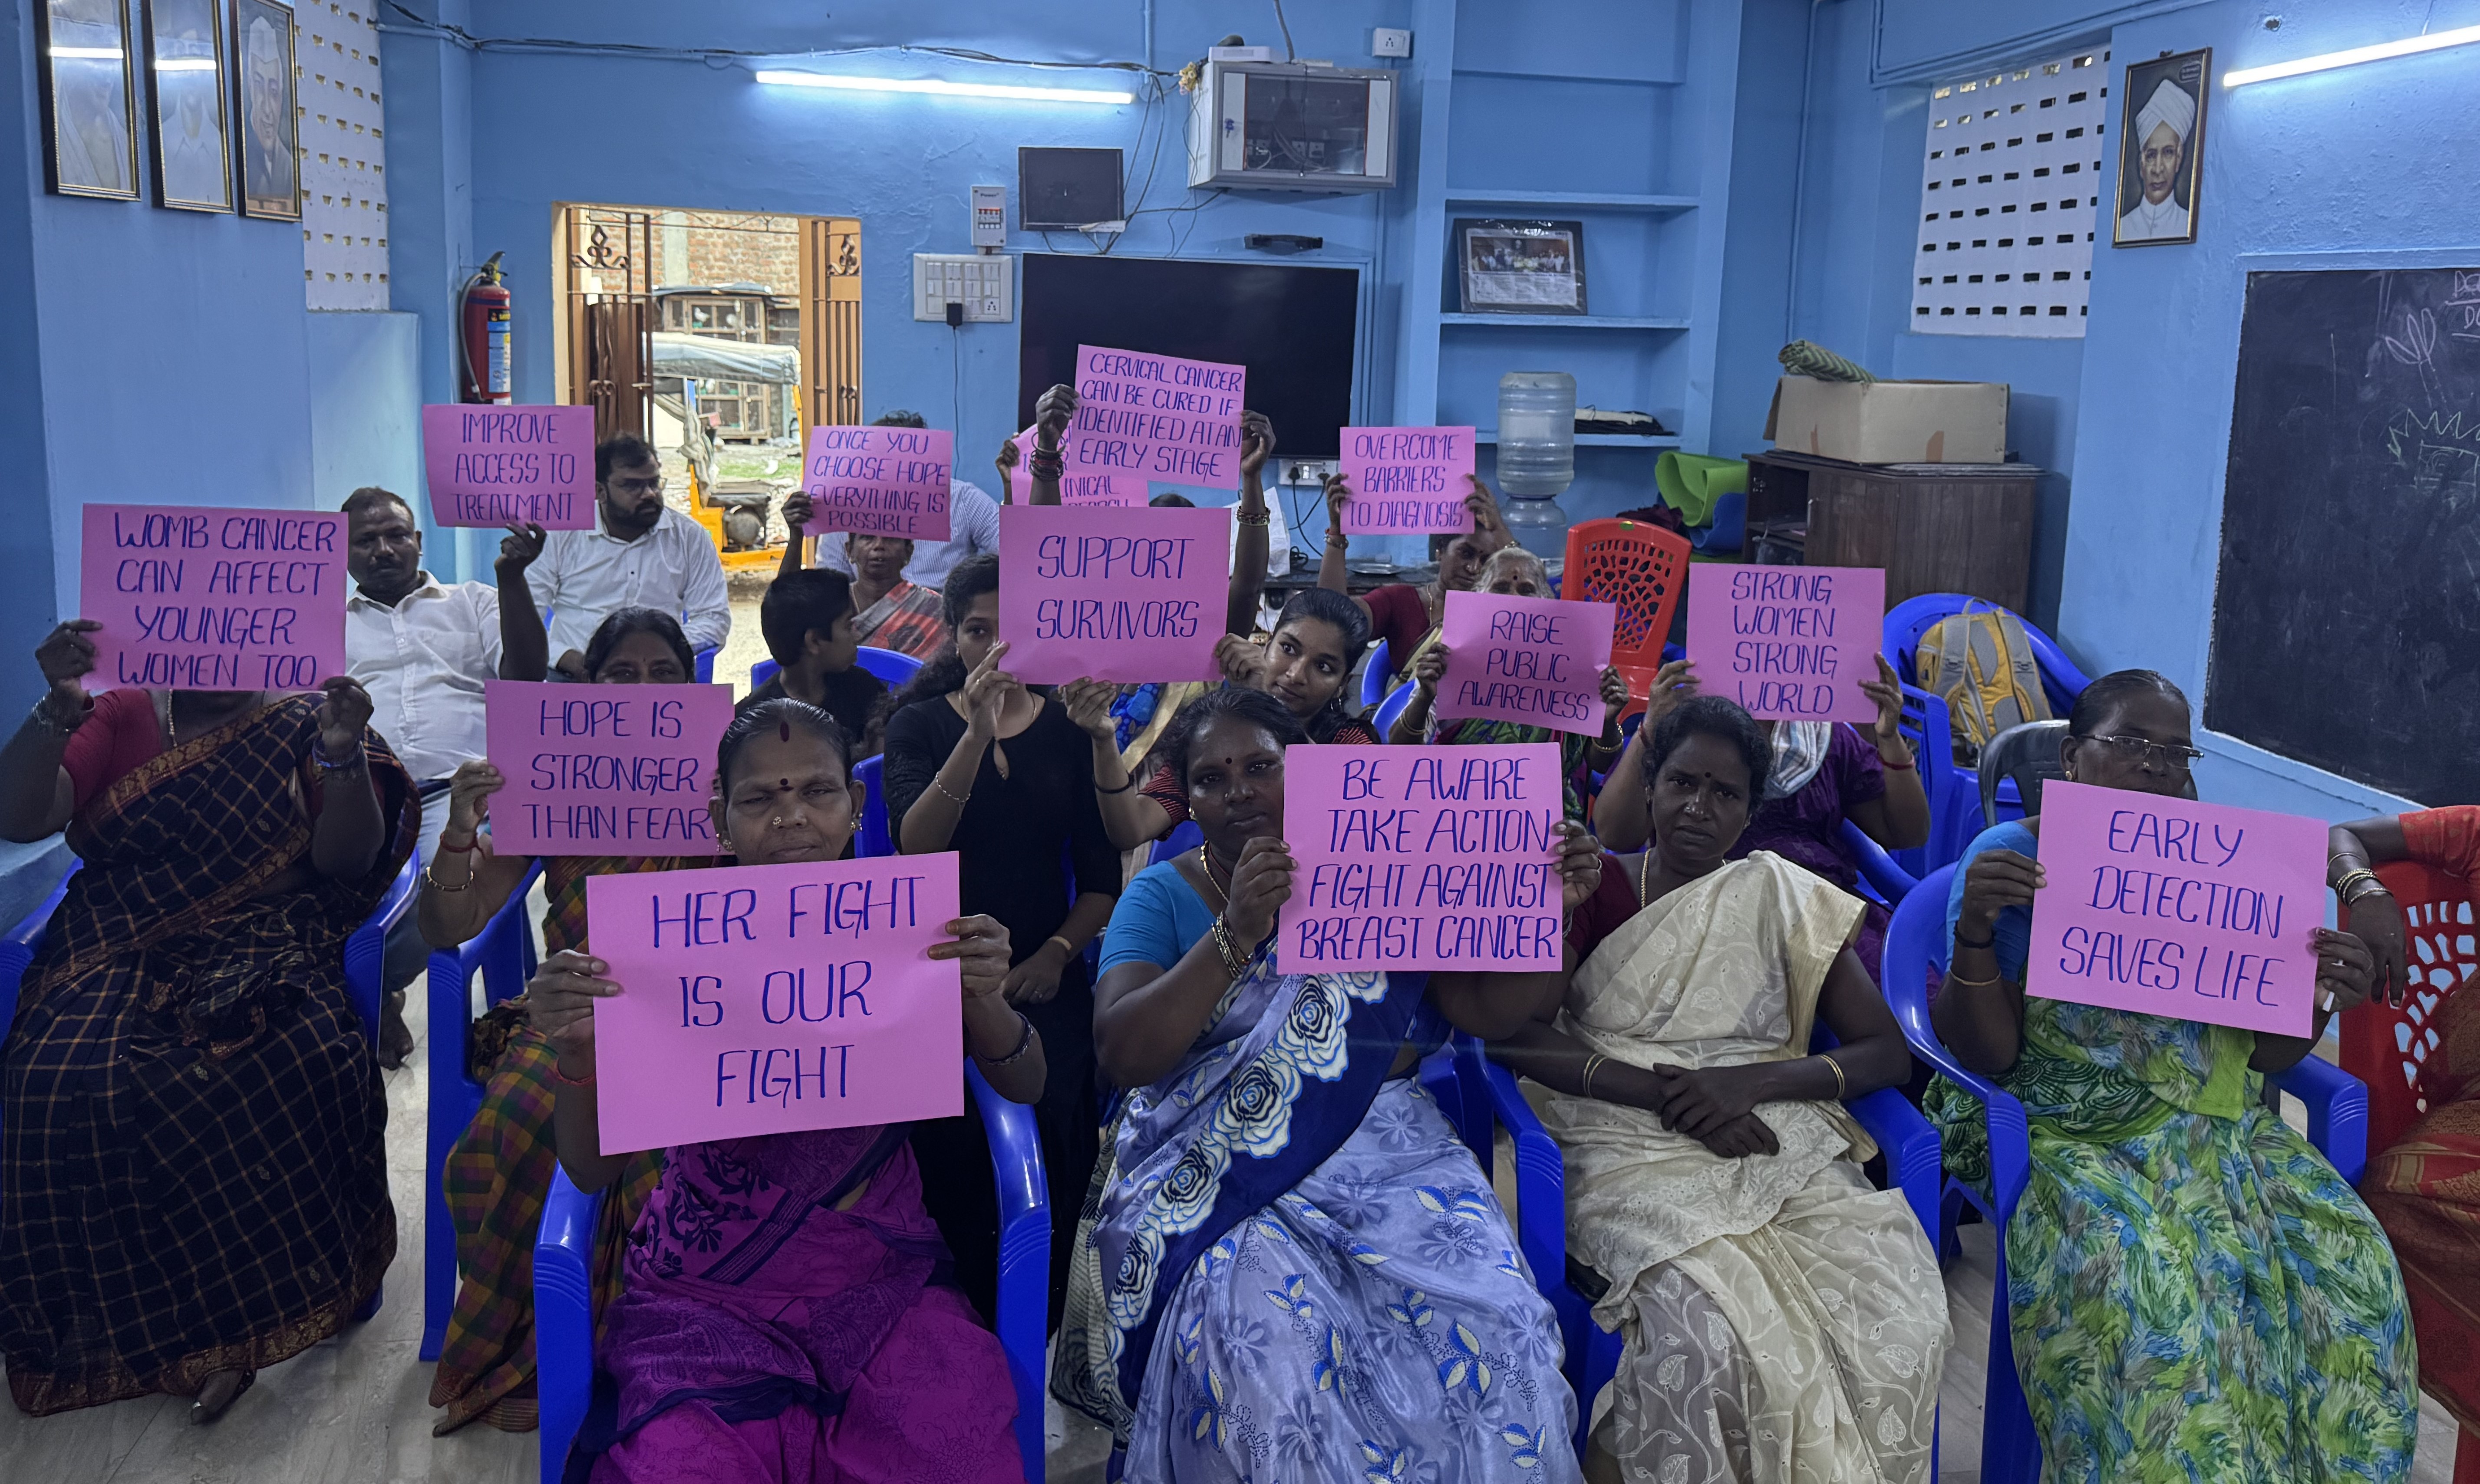 IMPROVE
ACCESS TO
TREATMENT
ONCE YOU
CHOOSE HOPE
EVERYTHING IS
POSSIBLE
CERVICAL CANCER
CAN BE CURED IF
IDENTIFIED AT AN
EARLY STAGE
OVERCOME
BARRIERS
TO DIAGNOSIS
WOMB CANCER
CAN AFFECT
YOUNGER
WOMEN TOO
SUPPORT
SURVIVORS
RAISE
PUBLIC
AWARENESS
STRONG
WOMEN
STRONG
WORLD
HOPE IS
STRONGER
THAN FEAR
BE AWARE
TAKE ACTION
FIGHT AGAINST
BREAST CANCER
EARLY
DETECTION
SAVES LIFE
HER FIGHT
IS OUR
FIGHT